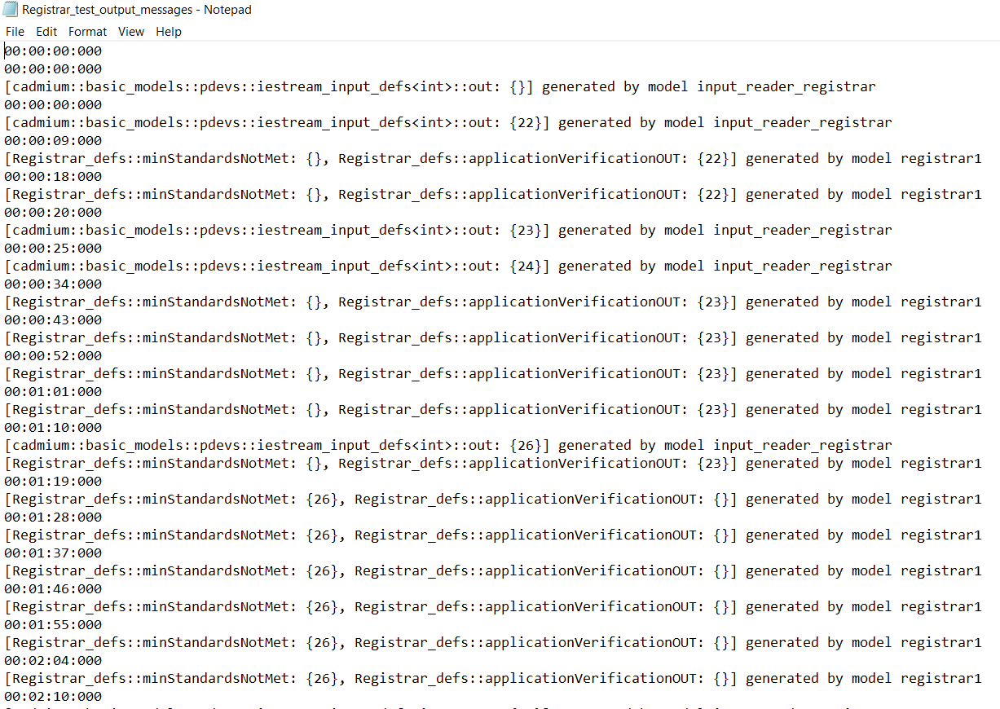 Registrar_test_output_messages - Notepad
File Edit Format View Help
00:00:00:000
00:00:00:000
[cadmium::basic_models::pdevs::iestream_input_defs<int>::out: {}] generated by model input_reader_registrar
00:00:00:000
[cadmium::basic_models::pdevs::iestream_input_defs<int>::out: {22}] generated by model input_reader_registrar
00:00:09:000
[Registrar_defs::minStandardsNotMet: {}, Registrar_defs::applicationVerificationOUT: {22}] generated by model registrar1
00:00:18:000
[Registrar_defs::minStandardsNotMet: {}, Registrar_defs::applicationVerificationOUT: {22}] generated by model registrar1
00:00:20:000
[cadmium::basic_models::pdevs::iestream_input_defs<int>::out: {23}] generated by model input_reader_registrar
00:00:25:000
[cadmium::basic_models::pdevs::iestream_input_defs<int>::out: {24}] generated by model input_reader_registrar
00:00:34:000
[Registrar_defs::minStandardsNotMet: {}, Registrar_defs::applicationVerificationOUT: {23}] generated by model registrar1
00:00:43:000
[Registrar_defs::minStandardsNotMet: {}, Registrar_defs::applicationVerificationOUT: {23}] generated by model registrar1
00:00:52:000
[Registrar_defs::minStandardsNotMet: {}, Registrar_defs::applicationVerificationOUT: {23}] generated by model registrar1
00:01:01:000
[Registrar_defs::minStandardsNotMet: {}, Registrar_defs::applicationVerificationOUT: {23}] generated by model registrar1
00:01:10:000
[cadmium::basic_models::pdevs::iestream_input_defs<int>::out: {26}] generated by model input_reader_registrar
[Registrar_defs::minStandardsNotMet: {}, Registrar_defs::applicationVerificationOUT: {23}] generated by model registrar1
00:01:19:000
[Registrar_defs::minStandardsNotMet: {26}, Registrar_defs::applicationVerificationOUT: {}] generated by model registrar1
00:01:28:000
[Registrar_defs::minStandardsNotMet: {26}, Registrar_defs::applicationVerificationOUT: {}] generated by model registrar1
00:01:37:000
[Registrar_defs::minStandardsNotMet: {26}, Registrar_defs::applicationVerificationOUT: {}] generated by model registrar1
00:01:46:000
[Registrar_defs::minStandardsNotMet: {26}, Registrar_defs::applicationVerificationOUT: {}] generated by model registrar1
00:01:55:000
[Registrar_defs::minStandardsNotMet: {26}, Registrar_defs::applicationVerificationOUT: {}] generated by model registrar1
00:02:04:000
[Registrar_defs::minStandardsNotMet: {26}, Registrar_defs::applicationVerificationOUT: {}] generated by model registrar1
00:02:10:000